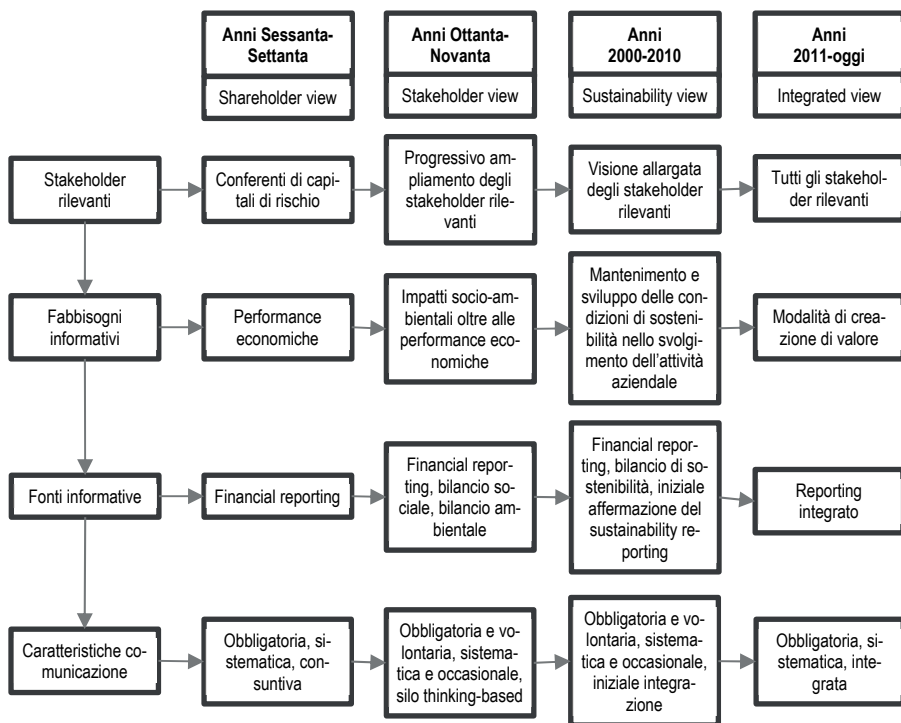 Anni Sessanta-
Settanta
Shareholder view
Anni Ottanta-
Novanta
Stakeholder view
Anni
2000-2010
Sustainability view
Anni
2011-oggi
Integrated view
Stakeholder
rilevanti
Conferenti di capi-
tali di rischio
Progressivo am-
pliamento degli
stakeholder rile-
vanti
Visione allargata
degli stakeholder
rilevanti
Tutti gli stakehol-
der rilevanti
Fabbisogni
informativi
Performance
economiche
Impatti socio-am-
bientali oltre alle
performance eco-
nomiche
Mantenimento e
sviluppo delle con-
dizioni di sosteni-
bilità nello svolgi-
mento dell’attività
aziendale
Modalità di crea-
zione di valore
Fonti informative
Financial reporting
Financial repor-
ting, bilancio so-
ciale, bilancio am-
bientale
Financial repor-
ting, bilancio di so-
stenibilità, iniziale
affermazione del
sustainability re-
porting
Reporting
integrato
Caratteristiche co-
municazione
Obbligatoria, si-
stematica, con-
suntiva
Obbligatoria e vo-
lontaria, sistema-
tica e occasionale,
silo thinking-based
Obbligatoria e vo-
lontaria, sistema-
tica e occasionale,
iniziale integra-
zione
Obbligatoria, si-
stematica, inte-
grata